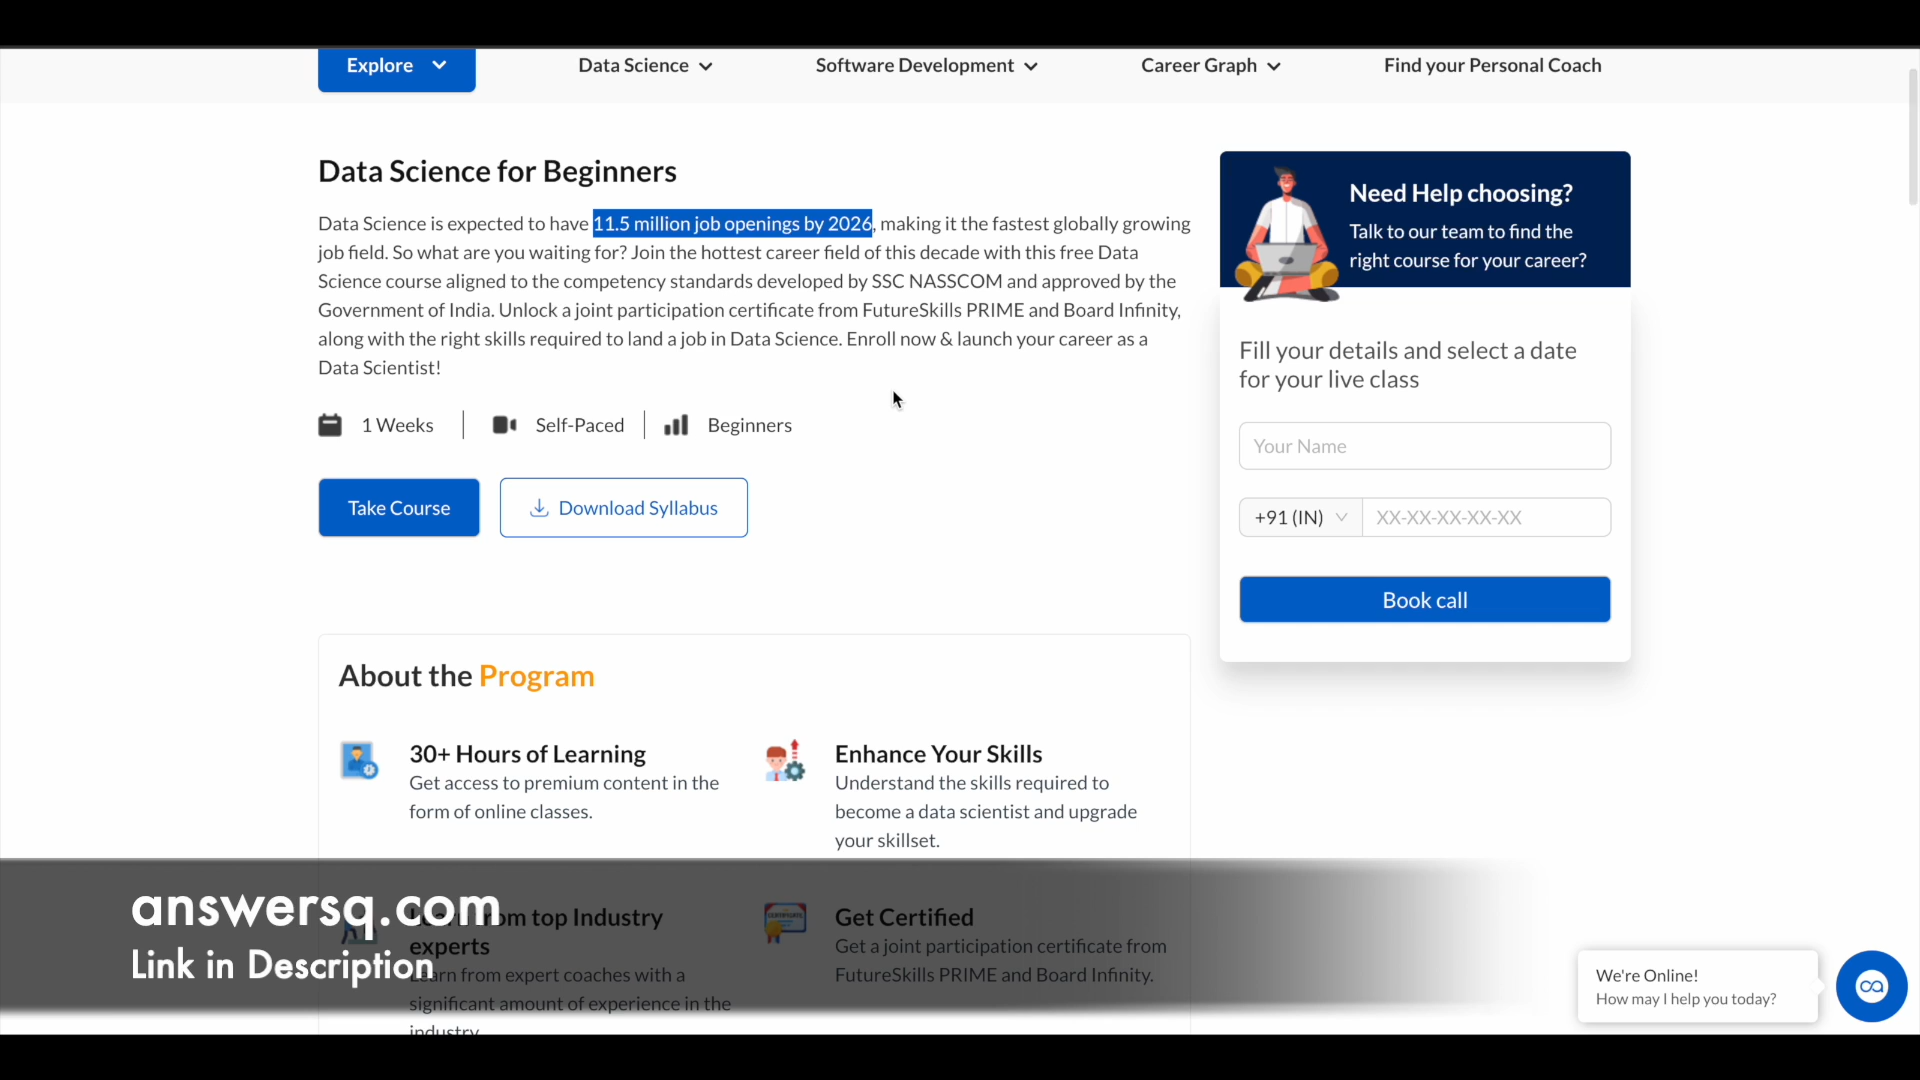 Explore
Data Science
Software Development
Career Graph
Find your Personal Coach
Data Science for Beginners
Data Science is expected to have 11.5 million job openings by 2026, making it the fastest globally growing
job field. So what are you waiting for? Join the hottest career field of this decade with this free Data
Science course aligned to the competency standards developed by SSC NASSCOM and approved by the
Government of India. Unlock a joint participation certificate from FutureSkills PRIME and Board Infinity,
along with the right skills required to land a job in Data Science. Enroll now & launch your career as a
Data Scientist!
1 Weeks
Self-Paced
Beginners
Take Course
Download Syllabus
Need Help choosing?
Talk to our team to find the
right course for your career?
Fill your details and select a date
for your live class
Your Name
+91 (IN)
XX-XX-XX-XX-XX
Book call
About the Program
30+ Hours of Learning
Get access to premium content in the
form of online classes.
Enhance Your Skills
Understand the skills required to
become a data scientist and upgrade
your skillset.
Learn from top Industry
experts
Learn from expert coaches with a
significant amount of experience in the
industry.
Get Certified
Get a joint participation certificate from
FutureSkills PRIME and Board Infinity.
answersq.com
Link in Description
We're Online!
How may I help you today?